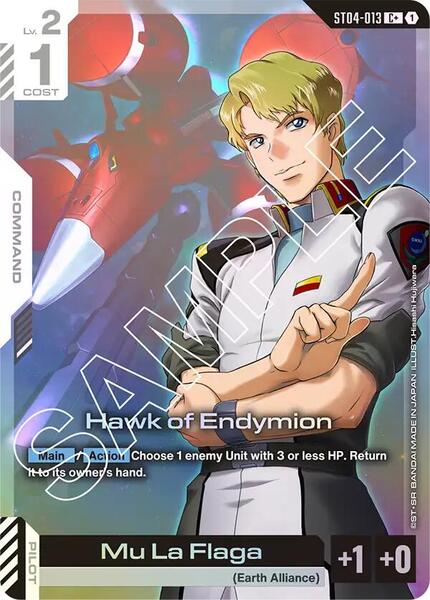 Lv. 2
1
COST
ST04-013 C+ 1
COMMAND
SAMPLE
Hawk of Endymion
Main / Action Choose 1 enemy Unit with 3 or less HP. Return
it to its owner's hand.
©ST・SR BANDAI MADE IN JAPAN ILLUST.Hisashi Hujiwara
PILOT
Mu La Flaga
(Earth Alliance)
+1 +0